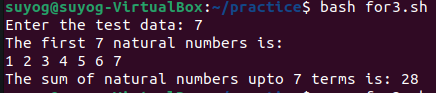 suyog@suyog-VirtualBox:~/practice$ bash for3.sh
Enter the test data: 7
The first 7 natural numbers is:
1 2 3 4 5 6 7
The sum of natural numbers upto 7 terms is: 28